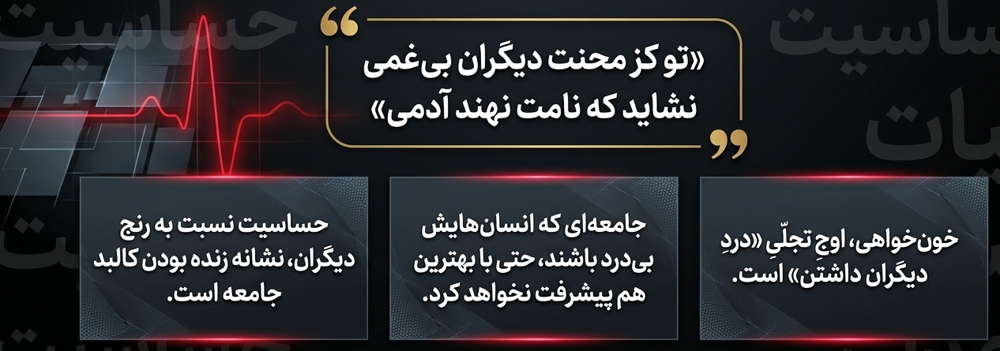 «تو کز محنت دیگران بی‌غمی
نشاید که نامت نهند آدمی»
خون‌خواهی، اوجِ تجلّیِ «دردِ
دیگران داشتن» است.
جامعه‌ای که انسان‌هایش
بی‌درد باشند، حتی با بهترین
هم پیشرفت نخواهد کرد.
حساسیت نسبت به رنج
دیگران، نشانه زنده بودن کالبد
جامعه است.
حساسیت